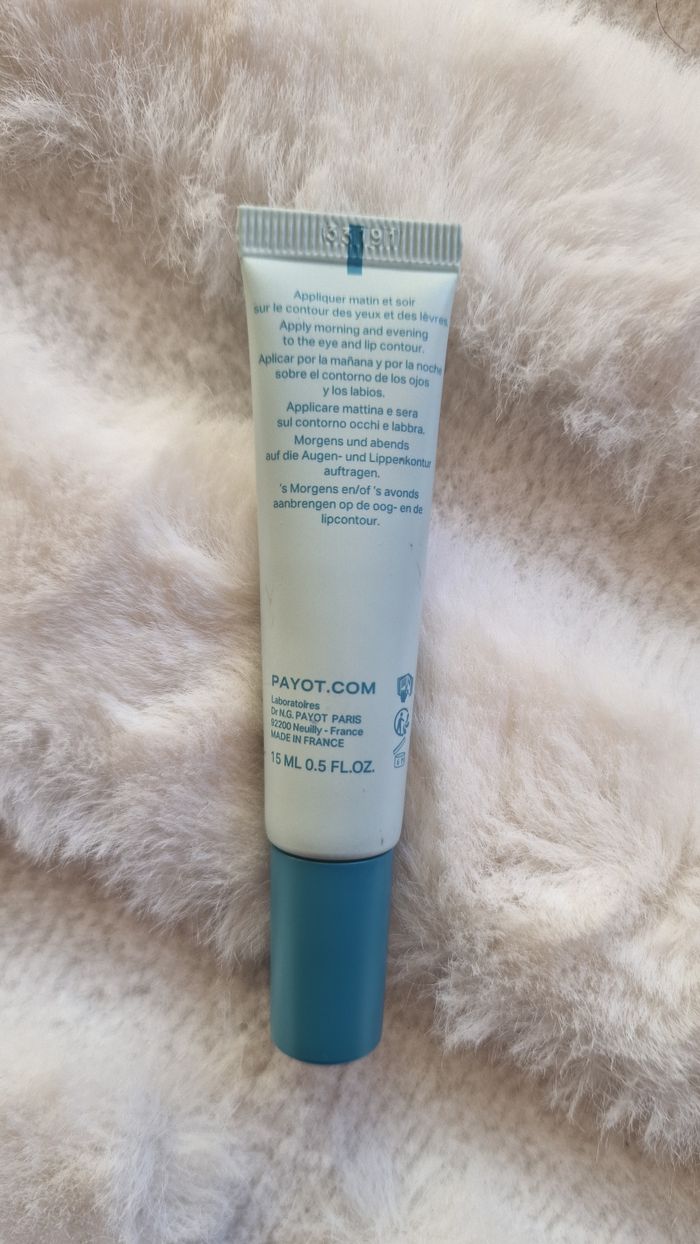 Appliquer matin et soir
sur le contour des yeux et des lèvres.
Apply morning and evening
to the eye and lip contour.
Aplicar por la mañana y por la noche
sobre el contorno de los ojos
y los labios.
Applicare mattina e sera
sul contorno occhi e labbra.
Morgens und abends
auf die Augen- und Lippenkontur
auftragen.
's Morgens en/of 's avonds
aanbrengen op de oog- en de
lipcontour.
PAYOT.COM
Laboratoires
Dr N.G. PAYOT PARIS
92200 Neuilly - France
MADE IN FRANCE
15 ML 0.5 FL.OZ.